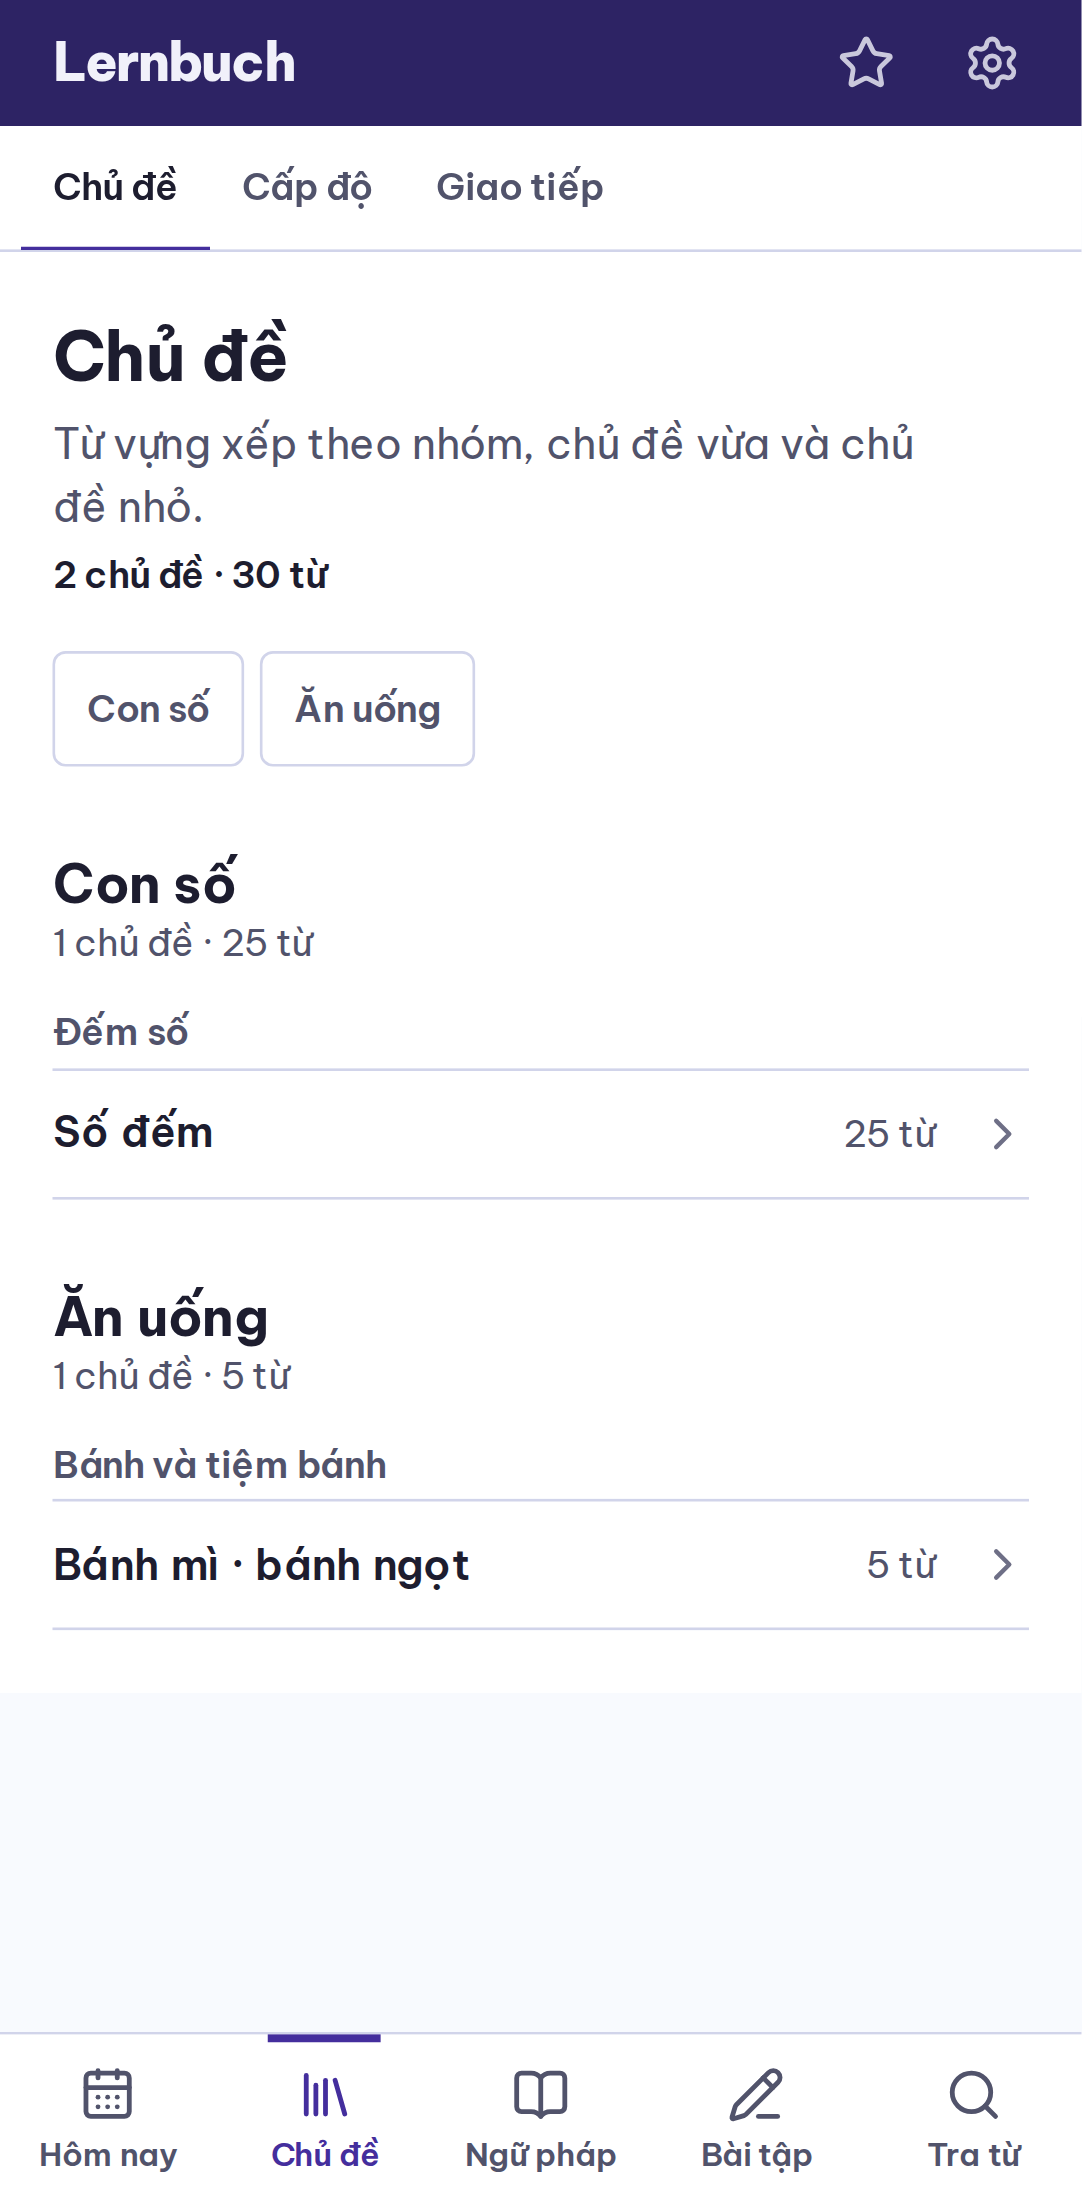 Lernbuch
Chủ đề
Cấp độ
Giao tiếp
Chủ đề
Từ vựng xếp theo nhóm, chủ đề vừa và chủ
đề nhỏ.
2 chủ đề · 30 từ
Con số
Ăn uống
Con số
1 chủ đề · 25 từ
Đếm số
Số đếm
25 từ
Ăn uống
1 chủ đề · 5 từ
Bánh và tiệm bánh
Bánh mì · bánh ngọt
5 từ
Hôm nay
Chủ đề
Ngữ pháp
Bài tập
Tra từ